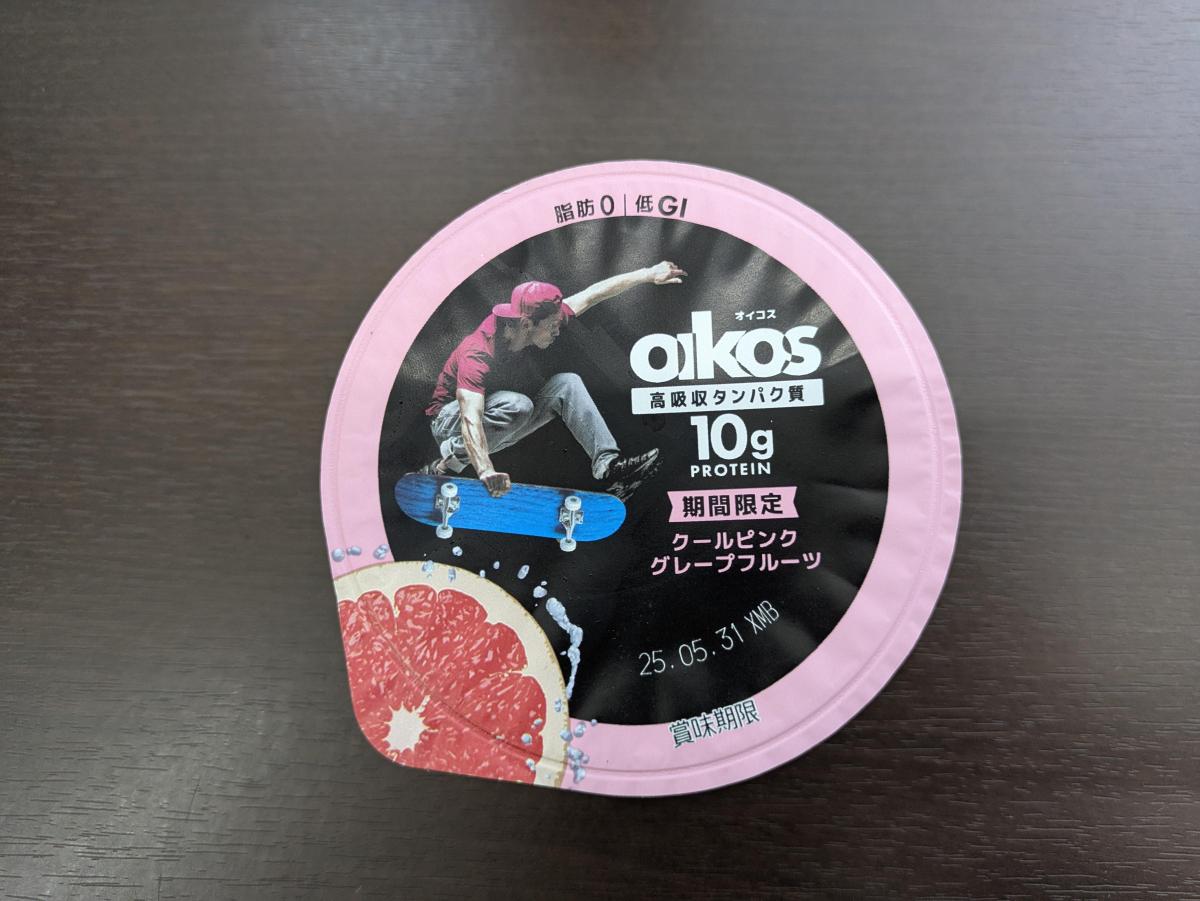 脂肪0｜低GI
オイコス
oikos
高吸収タンパク質
10g
PROTEIN
期間限定
クールピンク
グレープフルーツ
25.05.31 XMB
賞味期限